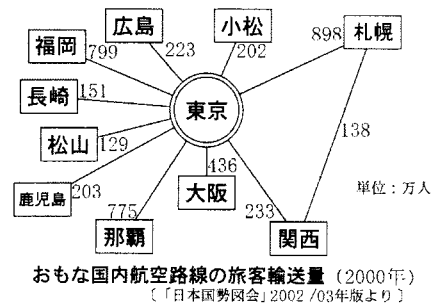 広島
小松
札幌
福岡
799
223
202
898
長崎
151
東京
松山
129
138
鹿児島
203
436
大阪
単位：万人
775
那覇
233
関西
おもな国内航空路線の旅客輸送量（2000年）
〔「日本国勢図会」2002/03年版より〕